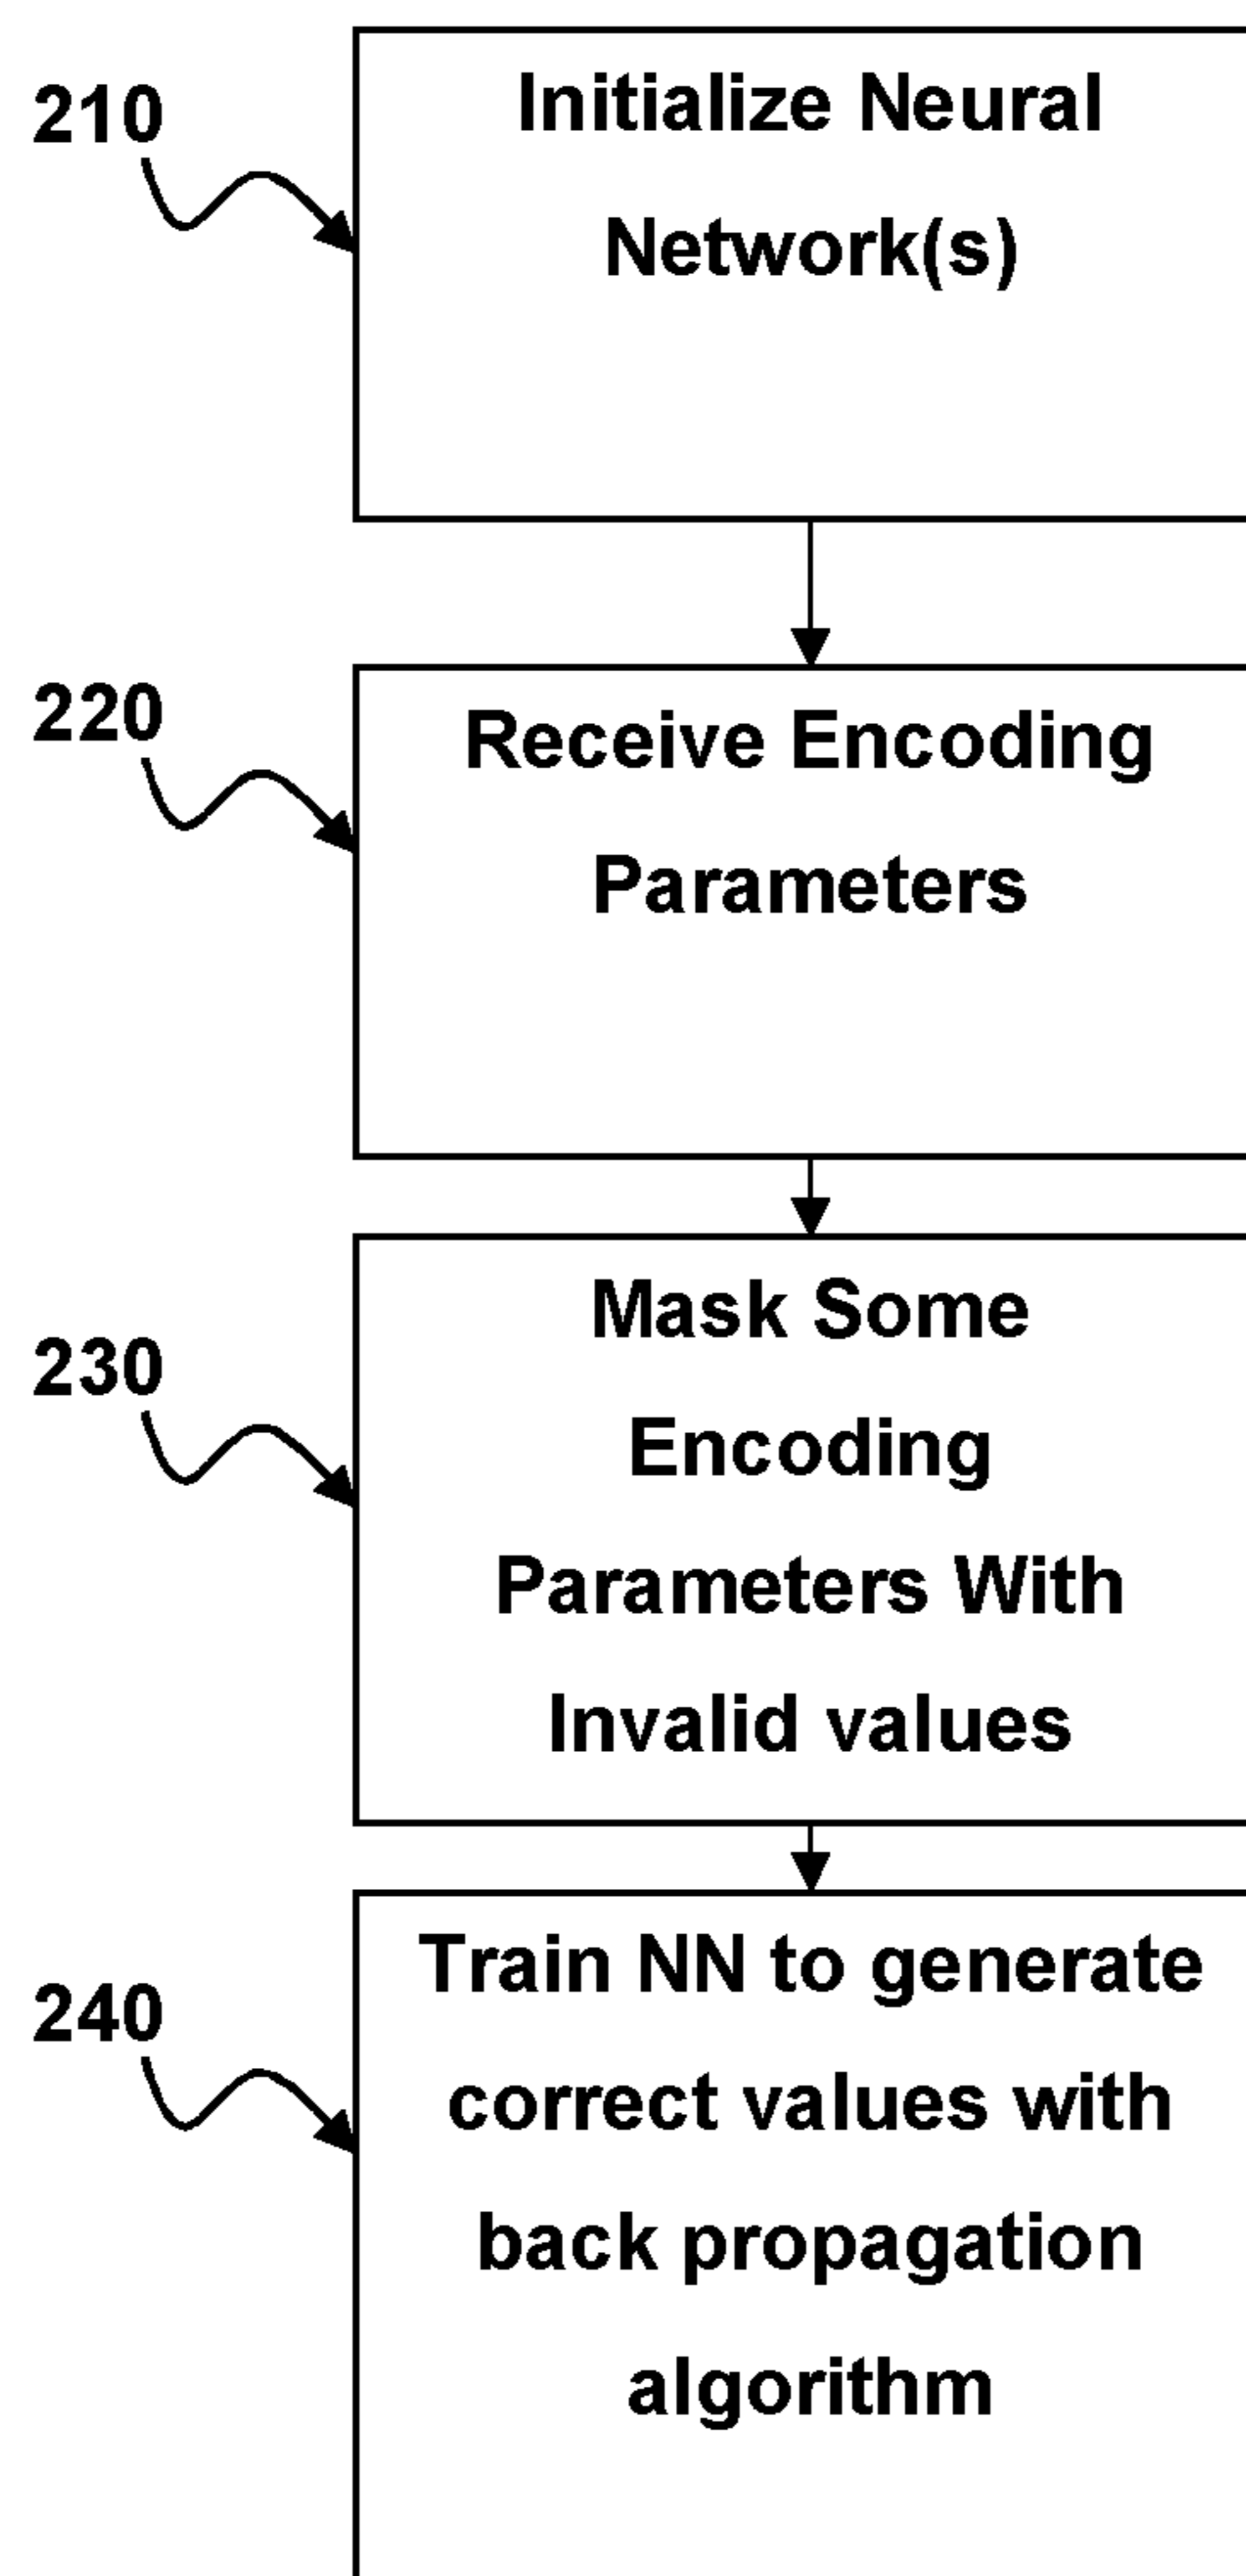 210
Initialize Neural
Network(s)
220
Receive Encoding
Parameters
230
Mask Some
Encoding
Parameters With
Invalid values
240
Train NN to generate
correct values with
back propagation
algorithm